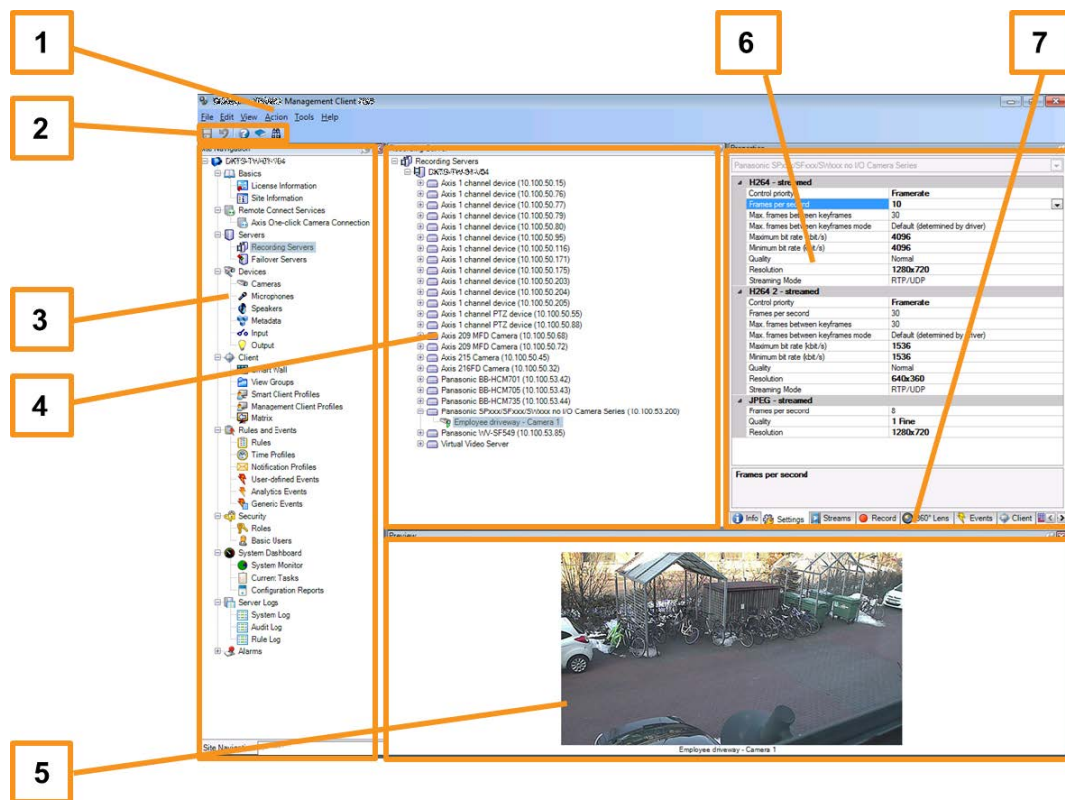 1
6
7
2
3
4
5
Management Client
File Edit View Action Tools Help
Basics
License Information
Site Information
Remote Connect Services
Axis One-click Camera Connection
Servers
Recording Servers
Failover Servers
Devices
Cameras
Microphones
Speakers
Metadata
Input
Output
Client
Smart Wall
View Groups
Smart Client Profiles
Management Client Profiles
Matrix
Rules and Events
Rules
Time Profiles
Notification Profiles
User-defined Events
Analytics Events
Generic Events
Security
Roles
Basic Users
System Dashboard
System Monitor
Current Tasks
Configuration Reports
Server Logs
System Log
Audit Log
Rule Log
Alarms
Site Navigation
Recording Servers
Axis 1 channel device (10.100.50.15)
Axis 1 channel device (10.100.50.76)
Axis 1 channel device (10.100.50.77)
Axis 1 channel device (10.100.50.79)
Axis 1 channel device (10.100.50.80)
Axis 1 channel device (10.100.50.95)
Axis 1 channel device (10.100.50.116)
Axis 1 channel device (10.100.50.171)
Axis 1 channel device (10.100.50.175)
Axis 1 channel device (10.100.50.203)
Axis 1 channel device (10.100.50.204)
Axis 1 channel device (10.100.50.205)
Axis 1 channel PTZ device (10.100.50.55)
Axis 1 channel PTZ device (10.100.50.88)
Axis 209 MFD Camera (10.100.50.68)
Axis 209 MFD Camera (10.100.50.72)
Axis 215 Camera (10.100.50.45)
Axis 216FD Camera (10.100.50.32)
Panasonic BB-HCM701 (10.100.53.42)
Panasonic BB-HCM705 (10.100.53.43)
Panasonic BB-HCM735 (10.100.53.44)
Panasonic SPxxx/SFxxx/SWxxx no I/O Camera Series (10.100.53.200)
Employee driveway - Camera 1
Panasonic WV-SF549 (10.100.53.85)
Virtual Video Server
Panasonic SPxxx/SFxxx/SWxxx no I/O Camera Series
H264 - streamed
Control priority Framerate
Frames per second 10
Max. frames between keyframes 30
Max. frames between keyframes mode Default (determined by driver)
Maximum bit rate (kbit/s) 4096
Minimum bit rate (kbit/s) 4096
Quality Normal
Resolution 1280x720
Streaming Mode RTP/UDP
H264 2 - streamed
Control priority Framerate
Frames per second 30
Max. frames between keyframes 30
Max. frames between keyframes mode Default (determined by driver)
Maximum bit rate (kbit/s) 1536
Minimum bit rate (kbit/s) 1536
Quality Normal
Resolution 640x360
Streaming Mode RTP/UDP
JPEG - streamed
Frames per second 8
Quality 1 Fine
Resolution 1280x720
Frames per second
Info Settings Streams Record 360° Lens Events Client
Preview
Employee driveway - Camera 1